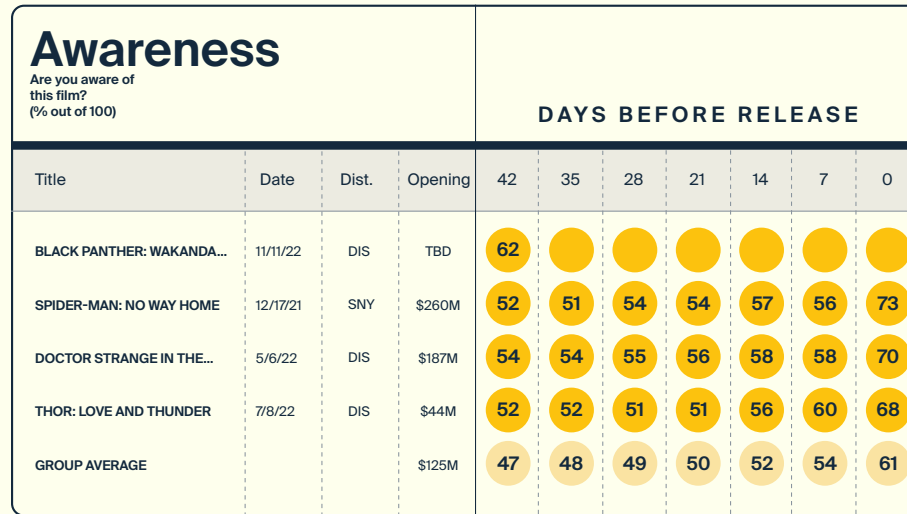 Awareness
Are you aware of
this film?
(% out of 100)
DAYS BEFORE RELEASE
Title Date Dist. Opening 42 35 28 21 14 7 0
BLACK PANTHER: WAKANDA... 11/11/22 DIS TBD 62
SPIDER-MAN: NO WAY HOME 12/17/21 SNY $260M 52 51 54 54 57 56 73
DOCTOR STRANGE IN THE... 5/6/22 DIS $187M 54 54 55 56 58 58 70
THOR: LOVE AND THUNDER 7/8/22 DIS $44M 52 52 51 51 56 60 68
GROUP AVERAGE $125M 47 48 49 50 52 54 61